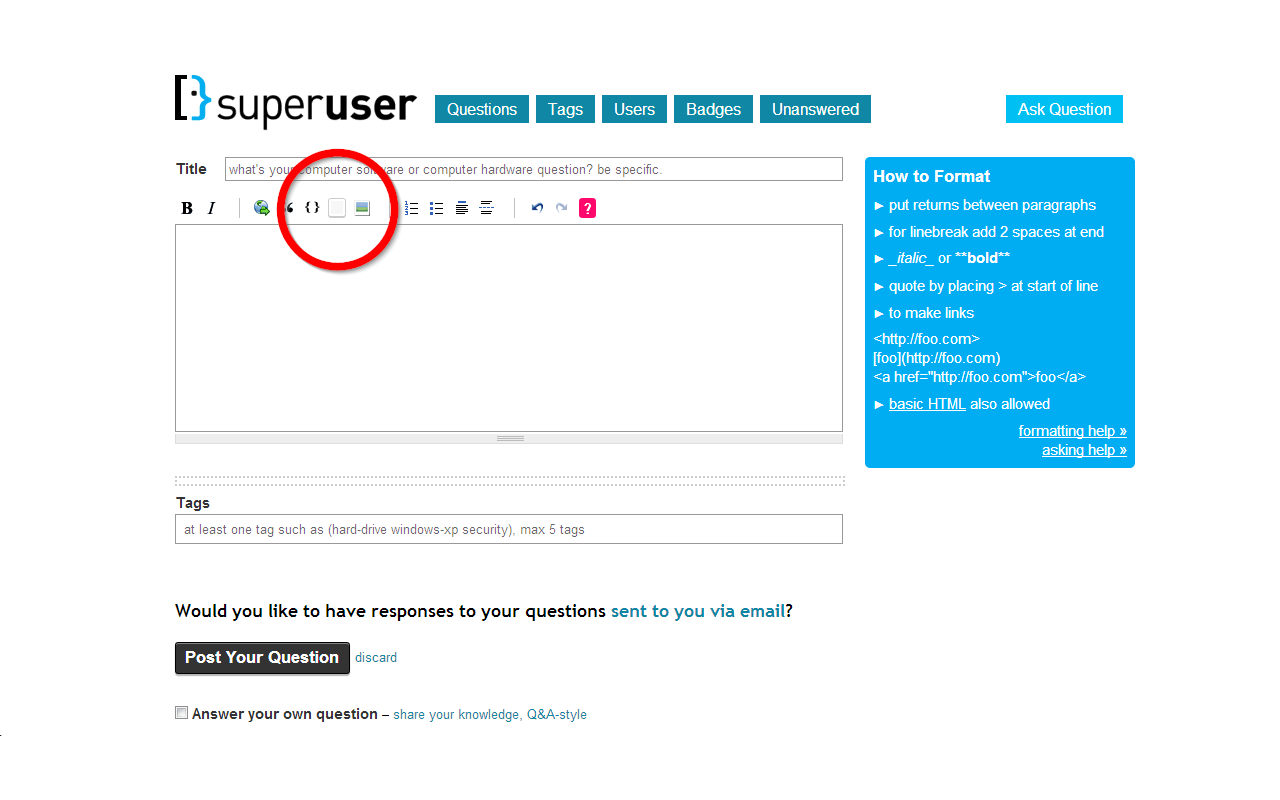 superuser
Questions Tags Users Badges Unanswered Ask Question
Title what's your computer software or computer hardware question? be specific.
B I “ {} ?
How to Format
► put returns between paragraphs
► for linebreak add 2 spaces at end
► _italic_ or **bold**
► quote by placing > at start of line
► to make links
<http://foo.com>
[foo](http://foo.com)
<a href="http://foo.com">foo</a>
► basic HTML also allowed
formatting help »
asking help »
Tags
at least one tag such as (hard-drive windows-xp security), max 5 tags
Would you like to have responses to your questions sent to you via email?
Post Your Question discard
Answer your own question – share your knowledge, Q&A-style